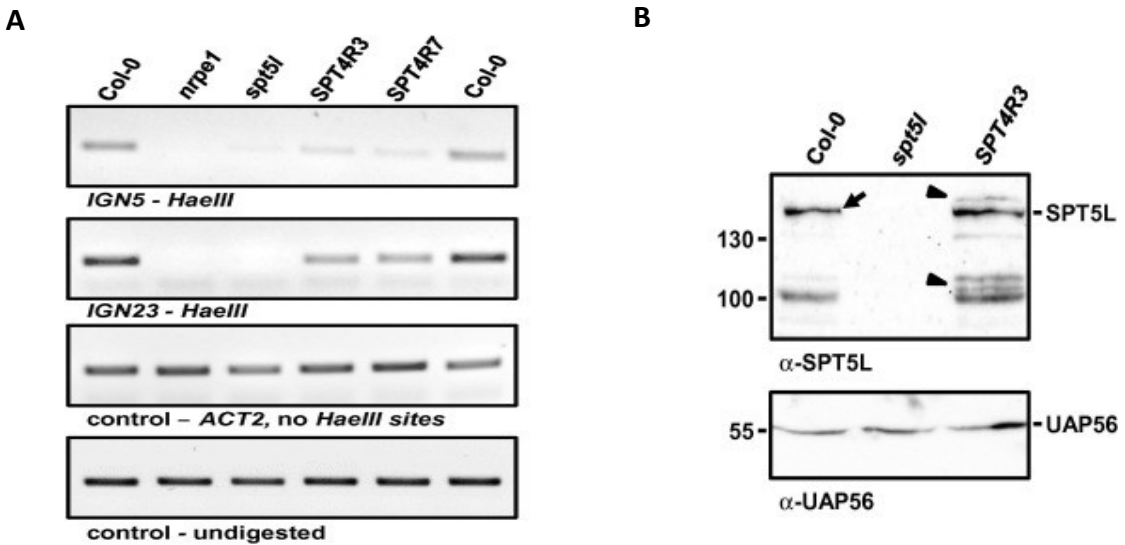 A
Col-0 nrpe1 spt5l SPT4R3 SPT4R7 Col-0
IGN5 - HaeIII
IGN23 - HaeIII
control – ACT2, no HaeIII sites
control - undigested
B
Col-0 spt5l SPT4R3
SPT5L
130
100
α-SPT5L
55
UAP56
α-UAP56